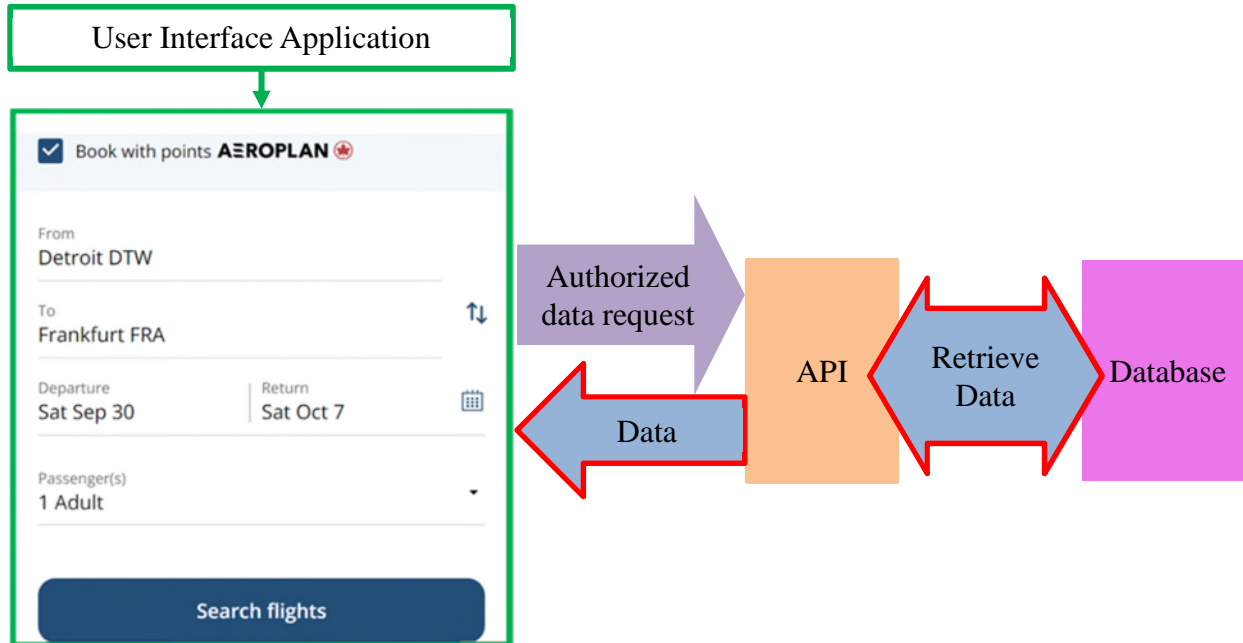 User Interface Application
Book with points AEROPLAN
From
Detroit DTW
To
Frankfurt FRA
Departure
Sat Sep 30
Return
Sat Oct 7
Passenger(s)
1 Adult
Search flights
Authorized
data request
Data
API
Retrieve
Data
Database